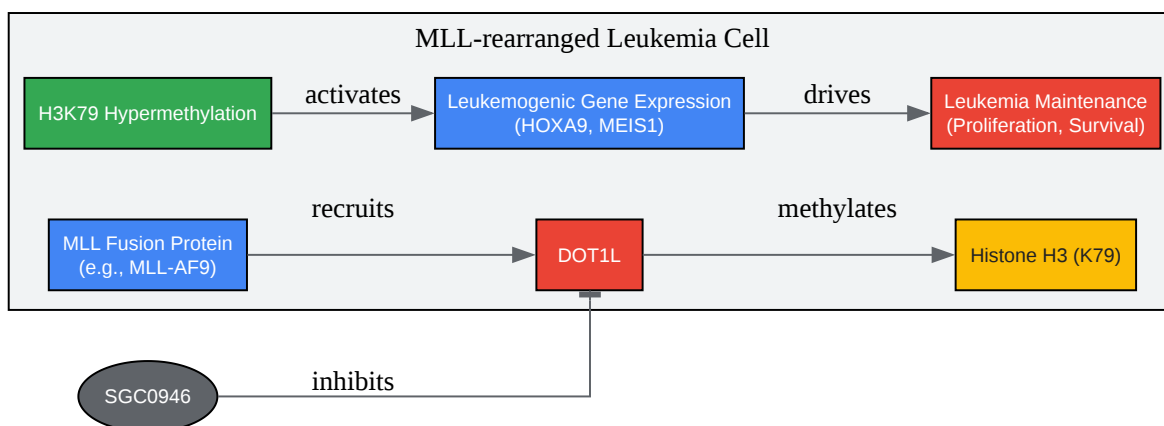 MLL-rearranged Leukemia Cell
H3K79 Hypermethylation
activates
Leukemogenic Gene Expression
(HOXA9, MEIS1)
drives
Leukemia Maintenance
(Proliferation, Survival)
MLL Fusion Protein
(e.g., MLL-AF9)
recruits
DOT1L
methylates
Histone H3 (K79)
SGC0946
inhibits